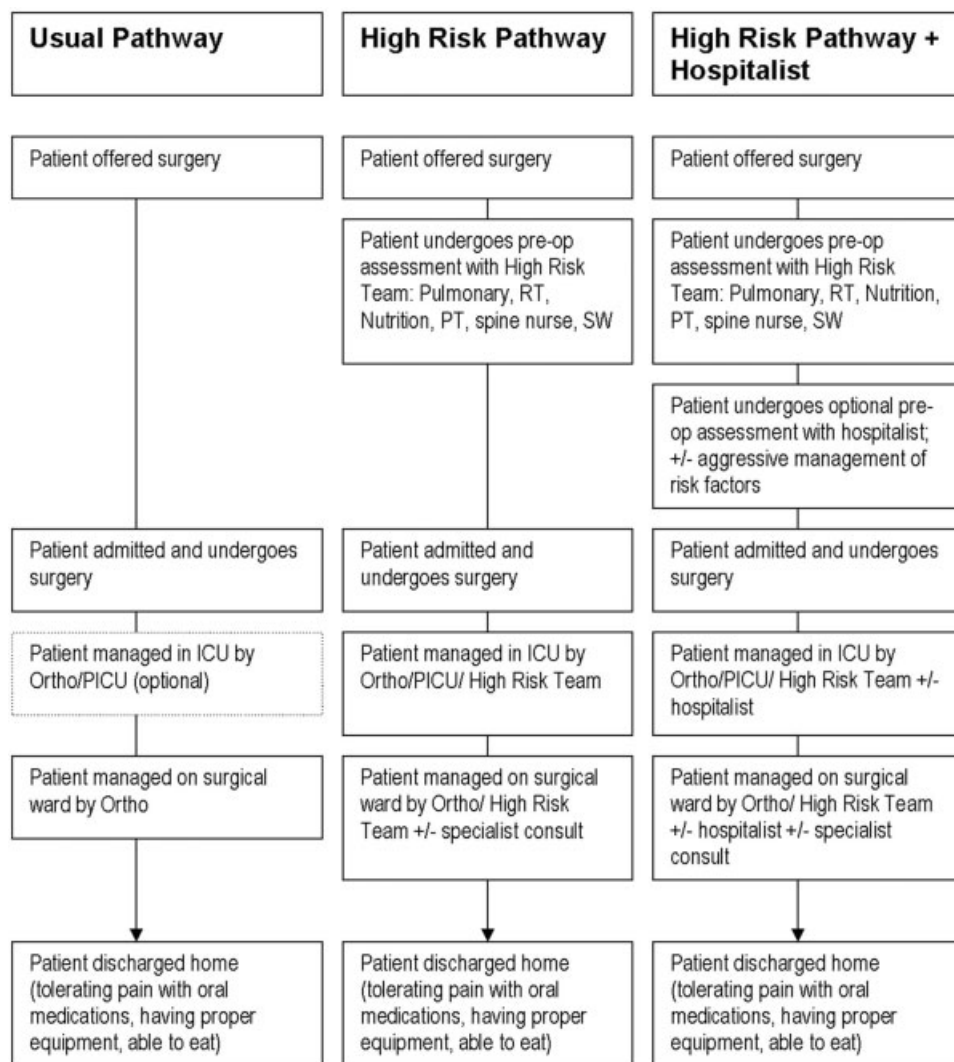 Usual Pathway
Patient offered surgery
Patient admitted and undergoes
surgery
Patient managed in ICU by
Ortho/PICU (optional)
Patient managed on surgical
ward by Ortho
Patient discharged home
(tolerating pain with oral
medications, having proper
equipment, able to eat)
High Risk Pathway
Patient offered surgery
Patient undergoes pre-op
assessment with High Risk
Team: Pulmonary, RT,
Nutrition, PT, spine nurse, SW
Patient admitted and
undergoes surgery
Patient managed in ICU by
Ortho/PICU/ High Risk Team
Patient managed on surgical
ward by Ortho/ High Risk
Team +/- specialist consult
Patient discharged home
(tolerating pain with oral
medications, having proper
equipment, able to eat)
High Risk Pathway +
Hospitalist
Patient offered surgery
Patient undergoes pre-op
assessment with High Risk
Team: Pulmonary, RT, Nutrition,
PT, spine nurse, SW
Patient undergoes optional pre-
op assessment with hospitalist;
+/- aggressive management of
risk factors
Patient admitted and undergoes
surgery
Patient managed in ICU by
Ortho/PICU/ High Risk Team +/-
hospitalist
Patient managed on surgical
ward by Ortho/ High Risk Team
+/- hospitalist +/- specialist
consult
Patient discharged home
(tolerating pain with oral
medications, having proper
equipment, able to eat)